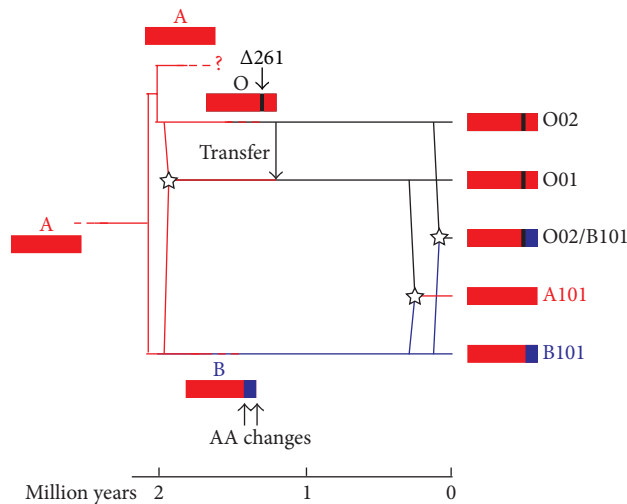 A
?
Δ261
O
O02
Transfer
O01
A
O02/B101
A101
B101
B
AA changes
Million years 2 1 0